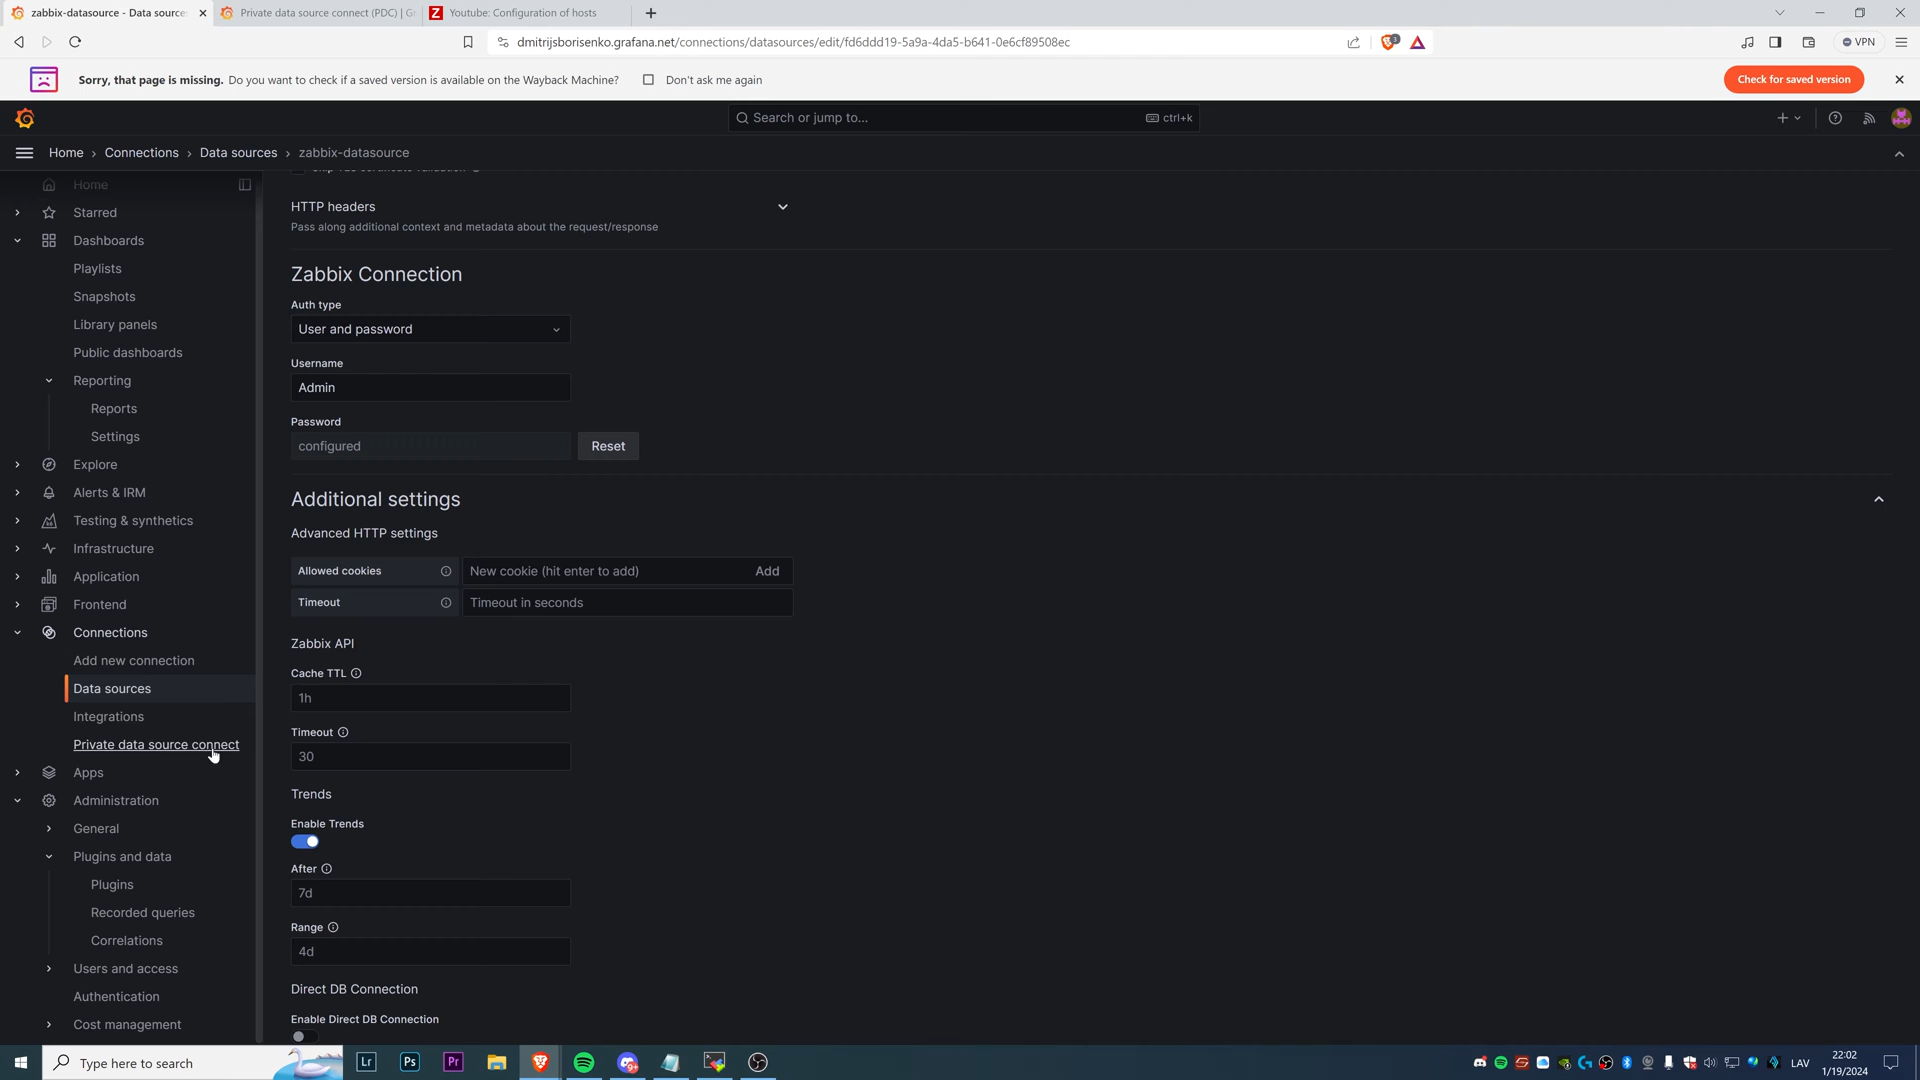 zabbix-datasource - Data sources
Private data source connect (PDC) | Gr
Youtube: Configuration of hosts
dmitrijsborisenko.grafana.net/connections/datasources/edit/fd6ddd19-5a9a-4da5-b641-0e6cf89508ec
VPN
Sorry, that page is missing. Do you want to check if a saved version is available on the Wayback Machine?
Don't ask me again
Check for saved version
Search or jump to...
ctrl+k
Home › Connections › Data sources › zabbix-datasource
Home
Starred
Dashboards
Playlists
Snapshots
Library panels
Public dashboards
Reporting
Reports
Settings
Explore
Alerts & IRM
Testing & synthetics
Infrastructure
Application
Frontend
Connections
Add new connection
Data sources
Integrations
Private data source connect
Apps
Administration
General
Plugins and data
Plugins
Recorded queries
Correlations
Users and access
Authentication
Cost management
HTTP headers
Pass along additional context and metadata about the request/response
Zabbix Connection
Auth type
User and password
Username
Admin
Password
configured
Reset
Additional settings
Advanced HTTP settings
Allowed cookies
New cookie (hit enter to add)
Add
Timeout
Timeout in seconds
Zabbix API
Cache TTL
1h
Timeout
30
Trends
Enable Trends
After
7d
Range
4d
Direct DB Connection
Enable Direct DB Connection
Type here to search
Lr
Ps
Pr
LAV
22:02
1/19/2024